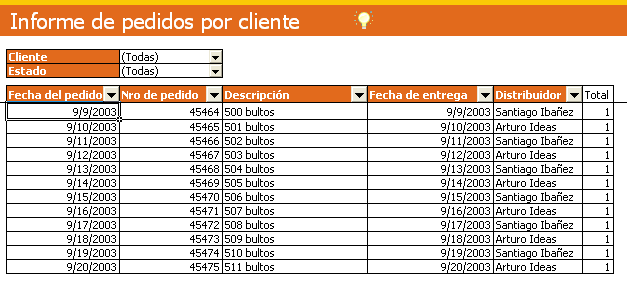 Informe de pedidos por cliente
Cliente (Todas)
Estado (Todas)
Fecha del pedido Nro de pedido Descripción Fecha de entrega Distribuidor Total
9/9/2003 45464 500 bultos 9/9/2003 Santiago Ibañez 1
9/10/2003 45465 501 bultos 9/10/2003 Arturo Ideas 1
9/11/2003 45466 502 bultos 9/11/2003 Santiago Ibañez 1
9/12/2003 45467 503 bultos 9/12/2003 Arturo Ideas 1
9/13/2003 45468 504 bultos 9/13/2003 Santiago Ibañez 1
9/14/2003 45469 505 bultos 9/14/2003 Arturo Ideas 1
9/15/2003 45470 506 bultos 9/15/2003 Santiago Ibañez 1
9/16/2003 45471 507 bultos 9/16/2003 Arturo Ideas 1
9/17/2003 45472 508 bultos 9/17/2003 Santiago Ibañez 1
9/18/2003 45473 509 bultos 9/18/2003 Arturo Ideas 1
9/19/2003 45474 510 bultos 9/19/2003 Santiago Ibañez 1
9/20/2003 45475 511 bultos 9/20/2003 Arturo Ideas 1